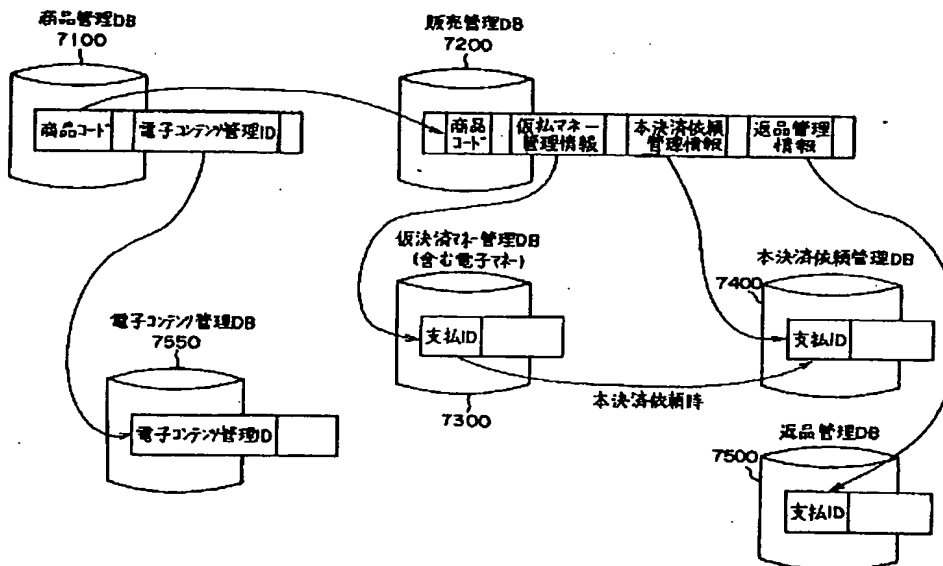 商品管理DB
7100
商品コード
電子コンテンツ管理ID
販売管理DB
7200
商品
コード
仮払マネー
管理情報
本決済依頼
管理情報
返品管理
情報
仮決済マネー管理DB
(含む電子マネー)
支払ID
7300
本決済依頼時
本決済依頼管理DB
7400
支払ID
電子コンテンツ管理DB
7550
電子コンテンツ管理ID
返品管理DB
7500
支払ID